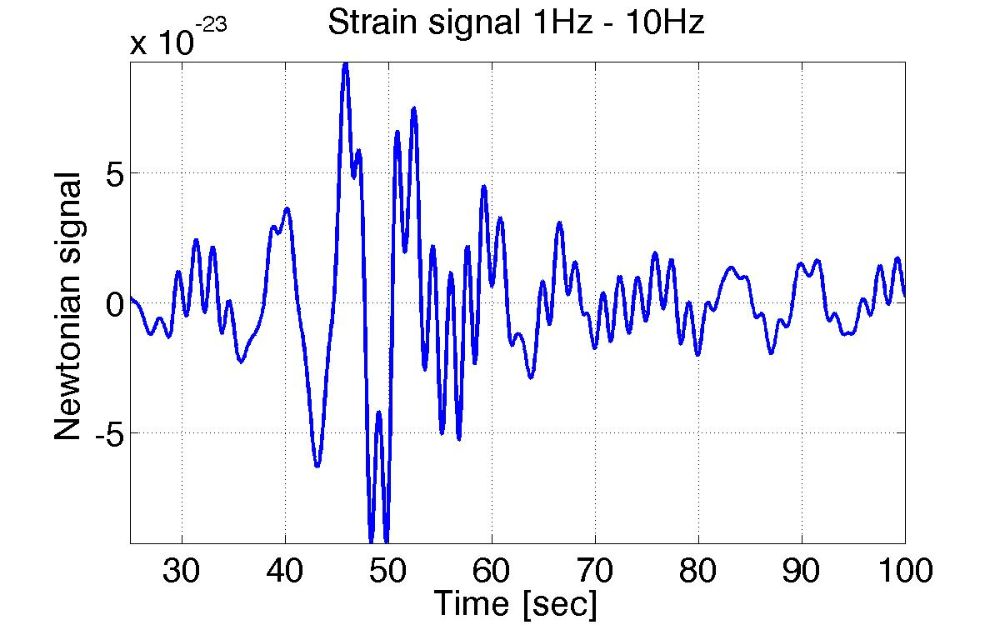 Strain signal 1Hz - 10Hz
x 10^-23
Newtonian signal
5
0
-5
30 40 50 60 70 80 90 100
Time [sec]